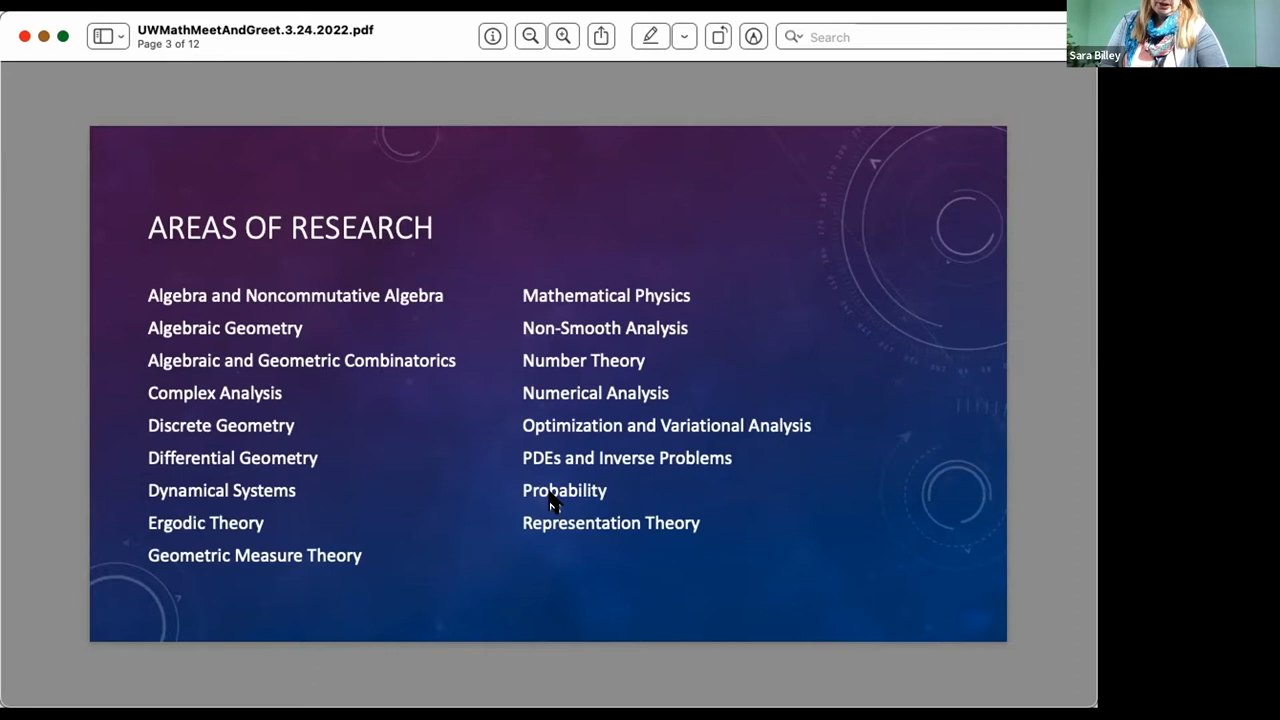 UWMathMeetAndGreet.3.24.2022.pdf
Page 3 of 12
Search
Sara Billey
AREAS OF RESEARCH
Algebra and Noncommutative Algebra
Algebraic Geometry
Algebraic and Geometric Combinatorics
Complex Analysis
Discrete Geometry
Differential Geometry
Dynamical Systems
Ergodic Theory
Geometric Measure Theory
Mathematical Physics
Non-Smooth Analysis
Number Theory
Numerical Analysis
Optimization and Variational Analysis
PDEs and Inverse Problems
Probability
Representation Theory